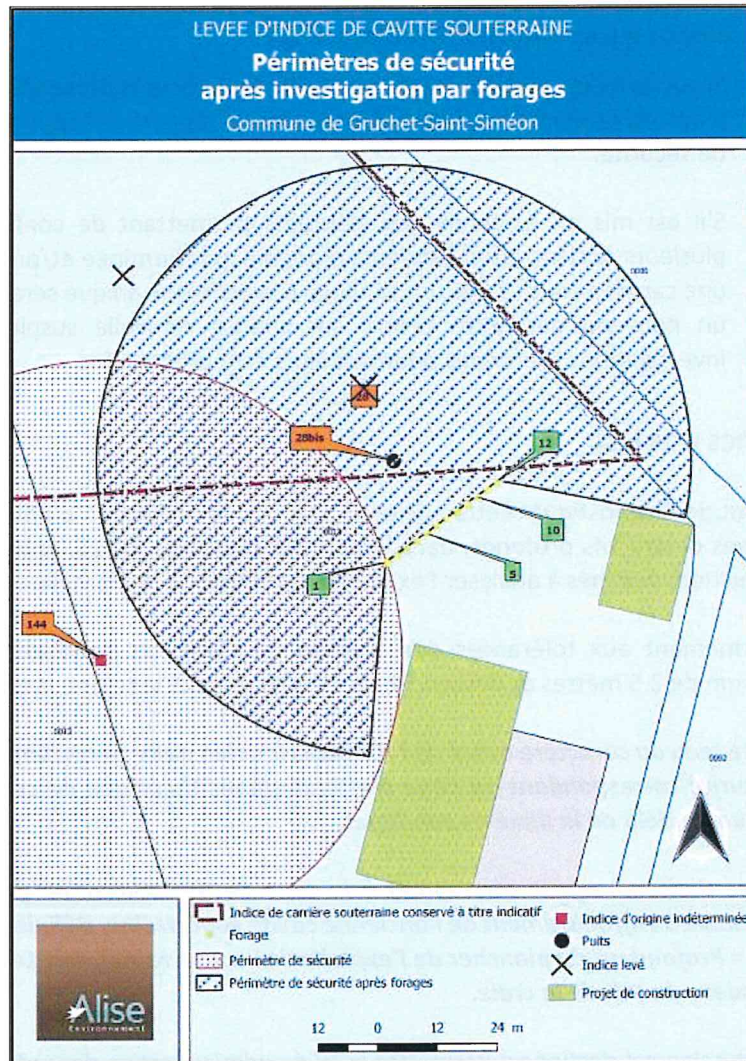 LEVEE D'INDICE DE CAVITE SOUTERRAINE
Périmètres de sécurité
après investigation par forages
Commune de Gruchet-Saint-Siméon
28
28bis
12
10
5
1
144
Alise
Environnement
Indice de carrière souterraine conservé à titre indicatif
Forage
Périmètre de sécurité
Périmètre de sécurité après forages
Indice d'origine indéterminée
Puits
Indice levé
Projet de construction
12 0 12 24 m